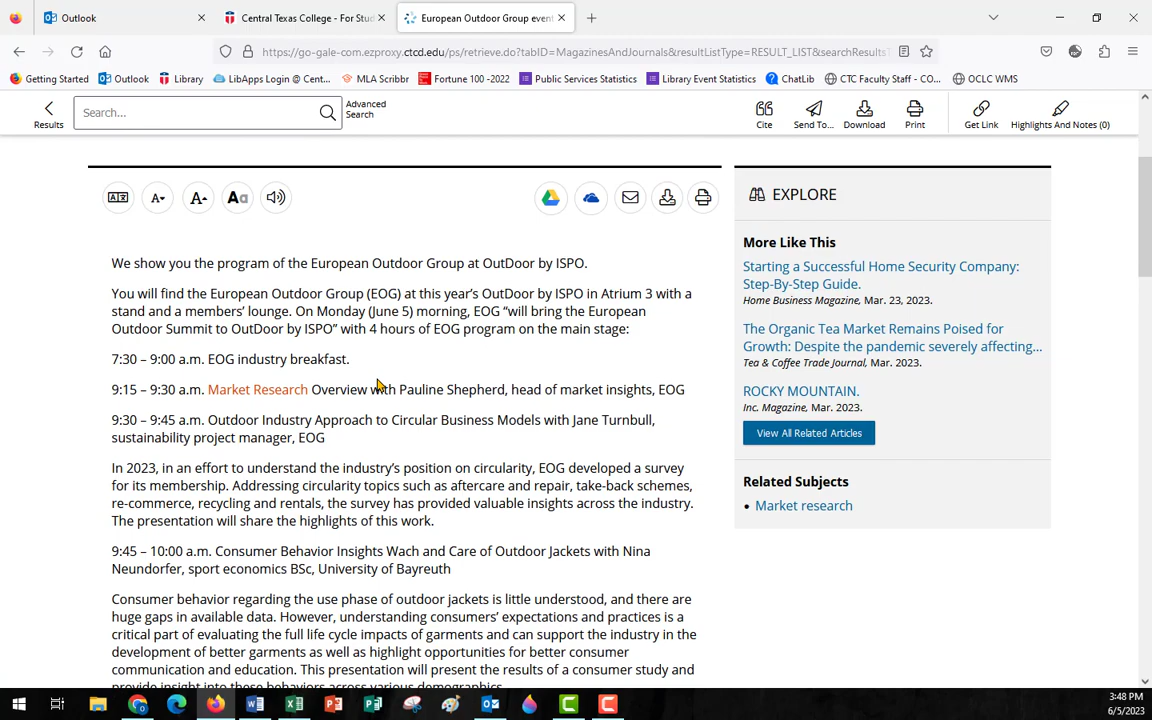 Outlook
Central Texas College - For Stud
European Outdoor Group event
https://go-gale-com.ezproxy.ctcd.edu/ps/retrieve.do?tabID=MagazinesAndJournals&resultListType=RESULT_LIST&searchResultsT
Getting Started
Outlook
Library
LibApps Login @ Cent...
MLA Scribbr
Fortune 100 -2022
Public Services Statistics
Library Event Statistics
ChatLib
CTC Faculty Staff - CO...
OCLC WMS
Results
Search...
Advanced
Search
Cite
Send To...
Download
Print
Get Link
Highlights And Notes (0)
We show you the program of the European Outdoor Group at OutDoor by ISPO.
You will find the European Outdoor Group (EOG) at this year's OutDoor by ISPO in Atrium 3 with a
stand and a members' lounge. On Monday (June 5) morning, EOG "will bring the European
Outdoor Summit to OutDoor by ISPO" with 4 hours of EOG program on the main stage:
7:30 – 9:00 a.m. EOG industry breakfast.
9:15 – 9:30 a.m. Market Research Overview with Pauline Shepherd, head of market insights, EOG
9:30 – 9:45 a.m. Outdoor Industry Approach to Circular Business Models with Jane Turnbull,
sustainability project manager, EOG
In 2023, in an effort to understand the industry's position on circularity, EOG developed a survey
for its membership. Addressing circularity topics such as aftercare and repair, take-back schemes,
re-commerce, recycling and rentals, the survey has provided valuable insights across the industry.
The presentation will share the highlights of this work.
9:45 – 10:00 a.m. Consumer Behavior Insights Wach and Care of Outdoor Jackets with Nina
Neundorfer, sport economics BSc, University of Bayreuth
Consumer behavior regarding the use phase of outdoor jackets is little understood, and there are
huge gaps in available data. However, understanding consumers' expectations and practices is a
critical part of evaluating the full life cycle impacts of garments and can support the industry in the
development of better garments as well as highlight opportunities for better consumer
communication and education. This presentation will present the results of a consumer study and
provide insight into these behaviors across various demographics.
EXPLORE
More Like This
Starting a Successful Home Security Company:
Step-By-Step Guide.
Home Business Magazine, Mar. 23, 2023.
The Organic Tea Market Remains Poised for
Growth: Despite the pandemic severely affecting...
Tea & Coffee Trade Journal, Mar. 2023.
ROCKY MOUNTAIN.
Inc. Magazine, Mar. 2023.
View All Related Articles
Related Subjects
Market research
3:48 PM
6/5/2023